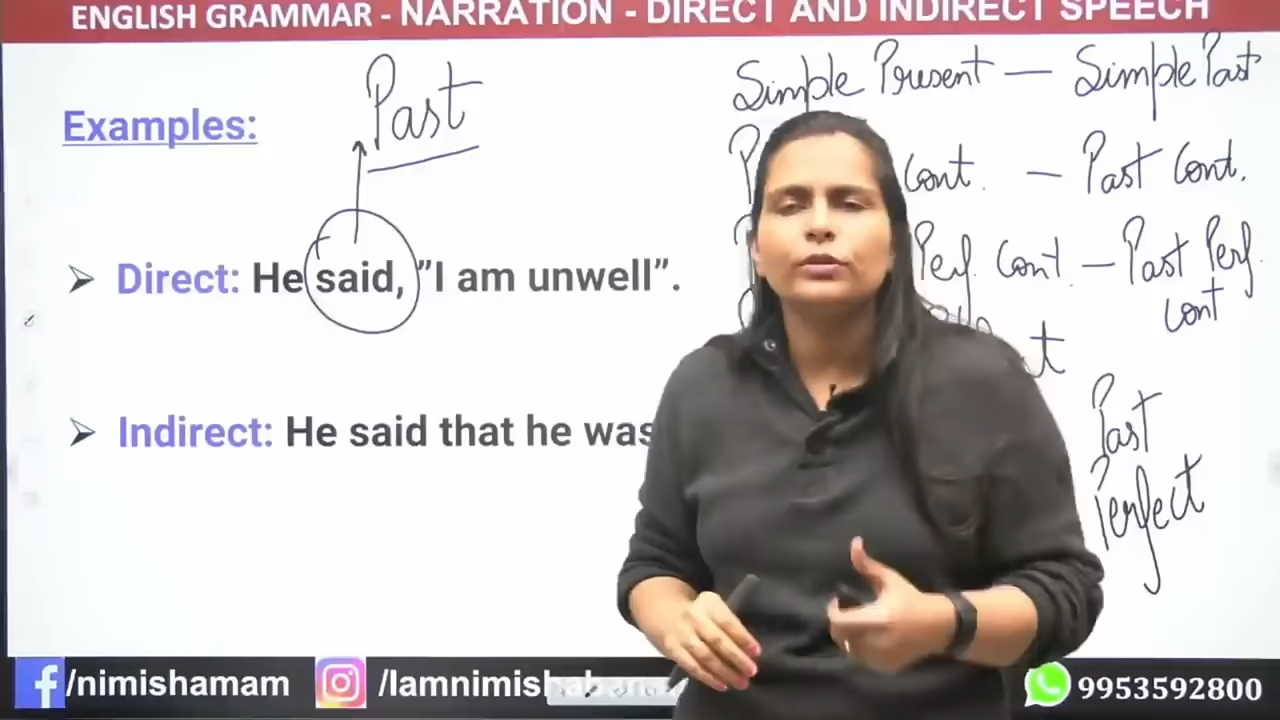 ENGLISH GRAMMAR - NARRATION - DIRECT AND INDIRECT SPEECH
Past
Simple Present — Simple Past
Examples:
Cont. — Past Cont.
Direct: He said, ”I am unwell”.
Perf. Cont. — Past Perf.
Cont
Indirect: He said that he was
Past
Perfect
/nimishamam
9953592800